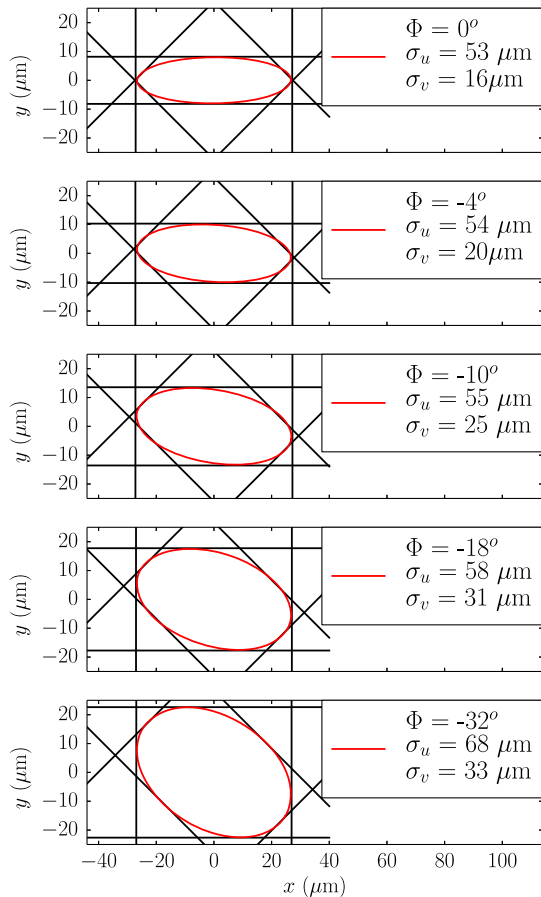 Φ = 0°
σu = 53 μm
σv = 16μm
20
10
0
−10
−20
y (μm)
Φ = -4°
σu = 54 μm
σv = 20μm
20
10
0
−10
−20
y (μm)
Φ = -10°
σu = 55 μm
σv = 25 μm
20
10
0
−10
−20
y (μm)
Φ = -18°
σu = 58 μm
σv = 31 μm
20
10
0
−10
−20
y (μm)
Φ = -32°
σu = 68 μm
σv = 33 μm
20
10
0
−10
−20
y (μm)
−40 −20 0 20 40 60 80 100
x (μm)